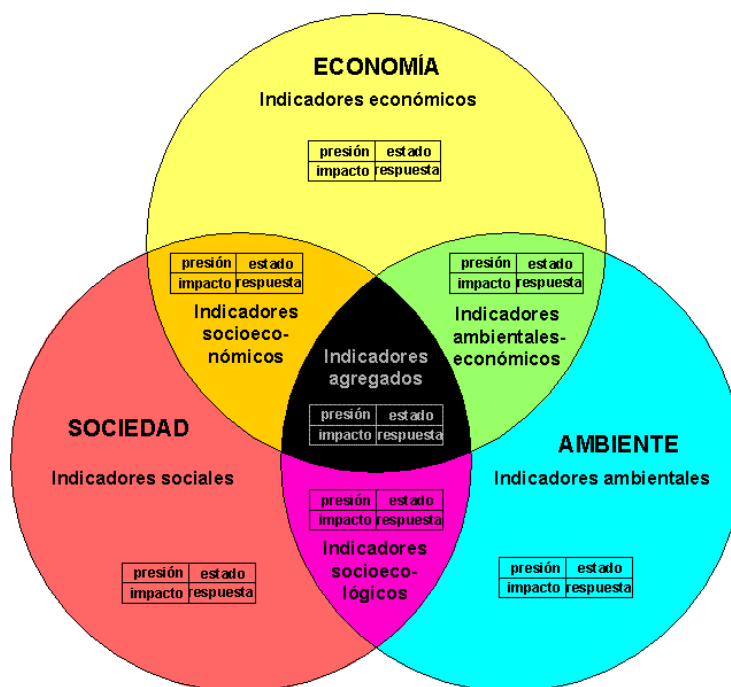 ECONOMÍA
Indicadores económicos
presión estado
impacto respuesta
presión estado
impacto respuesta
Indicadores
socioeco-
nómicos
presión estado
impacto respuesta
Indicadores
ambientales-
económicos
Indicadores
agregados
presión estado
impacto respuesta
SOCIEDAD
Indicadores sociales
presión estado
impacto respuesta
AMBIENTE
Indicadores ambientales
presión estado
impacto respuesta
presión estado
impacto respuesta
Indicadores
socioeco-
lógicos